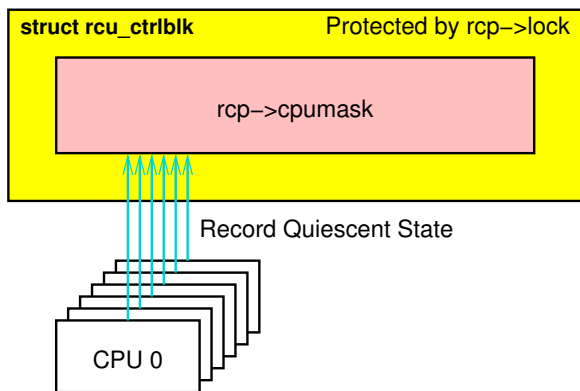 struct rcu_ctrlblk Protected by rcp−>lock
rcp−>cpumask
Record Quiescent State
CPU 0